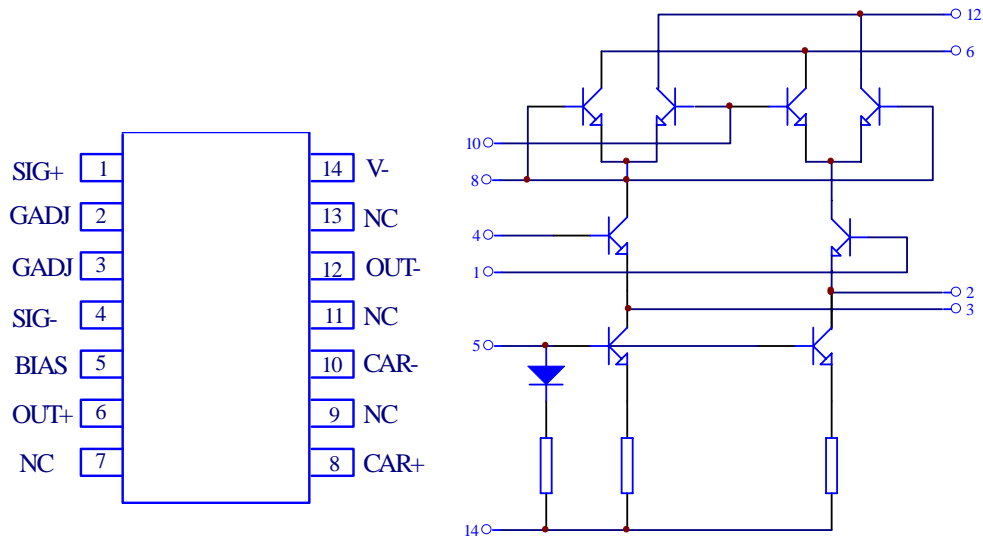 SIG+ 1 14 V-
GADJ 2 13 NC
GADJ 3 12 OUT-
SIG- 4 11 NC
BIAS 5 10 CAR-
OUT+ 6 9 NC
NC 7 8 CAR+
12
6
10
8
4
1
2
3
5
14